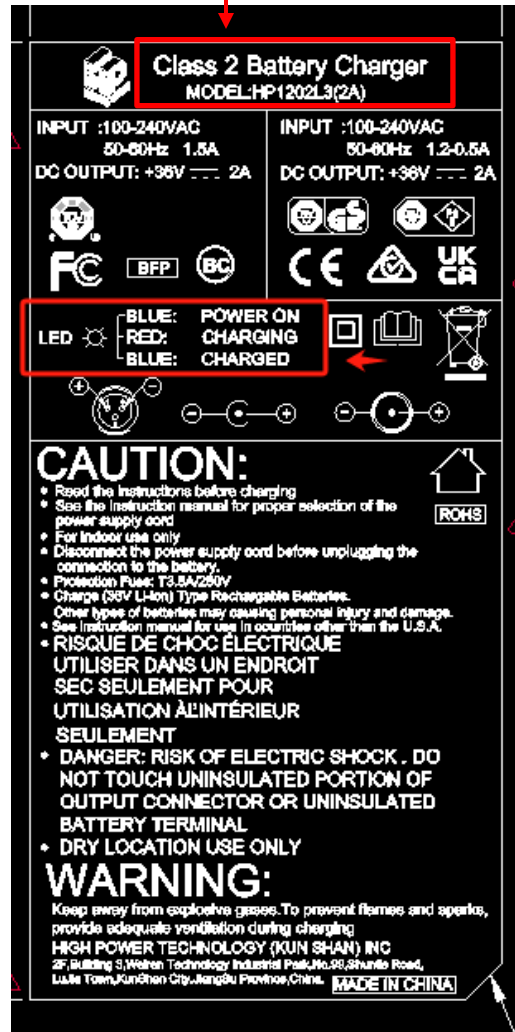 Class 2 Battery Charger
MODEL:HP1202L3(2A)
INPUT :100-240VAC
50-60Hz 1.5A
DC OUTPUT: +36V 2A
INPUT :100-240VAC
50-60Hz 1.2-0.5A
DC OUTPUT: +36V 2A
GS
FC BFP BC
CE UK
CA
LED BLUE: POWER ON
RED: CHARGING
BLUE: CHARGED
CAUTION:
• Read the instructions before charging
• See the instruction manual for proper selection of the
power supply cord
• For indoor use only
• Disconnect the power supply cord before unplugging the
connection to the battery.
• Protection Fuse: T3.5A/250V
• Charge (36V Li-ion) Type Rechargable Batteries.
Other types of batteries may causing personal injury and damage.
• See instruction manual for use in countries other than the U.S.A.
ROHS
• RISQUE DE CHOC ÉLECTRIQUE
UTILISER DANS UN ENDROIT
SEC SEULEMENT POUR
UTILISATION ÀL'INTÉRIEUR
SEULEMENT
• DANGER: RISK OF ELECTRIC SHOCK . DO
NOT TOUCH UNINSULATED PORTION OF
OUTPUT CONNECTOR OR UNINSULATED
BATTERY TERMINAL
• DRY LOCATION USE ONLY
WARNING:
Keep away from explosive gases.To prevent flames and sparks,
provide adequate ventilation during charging
HIGH POWER TECHNOLOGY (KUN SHAN) INC
2F,Building 3,Weiren Technology Industrial Park,No.99,Shunfie Road,
LuJia Town,KunShan City,JiangSu Province,China.
MADE IN CHINA